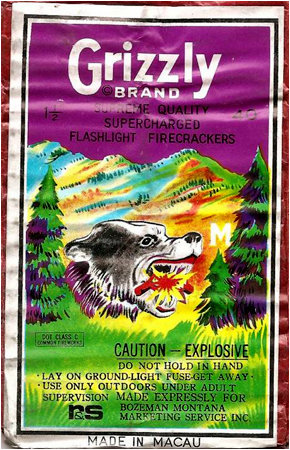 Grizzly
© BRAND
1½ SUPREME QUALITY 40
SUPERCHARGED
FLASHLIGHT FIRECRACKERS
M
DOT CLASS C
COMMON FIREWORKS
CAUTION — EXPLOSIVE
DO NOT HOLD IN HAND
· LAY ON GROUND-LIGHT FUSE-GET AWAY ·
· USE ONLY OUTDOORS UNDER ADULT
SUPERVISION MADE EXPRESSLY FOR
BOZEMAN MONTANA
MARKETING SERVICE INC.
MADE IN MACAU